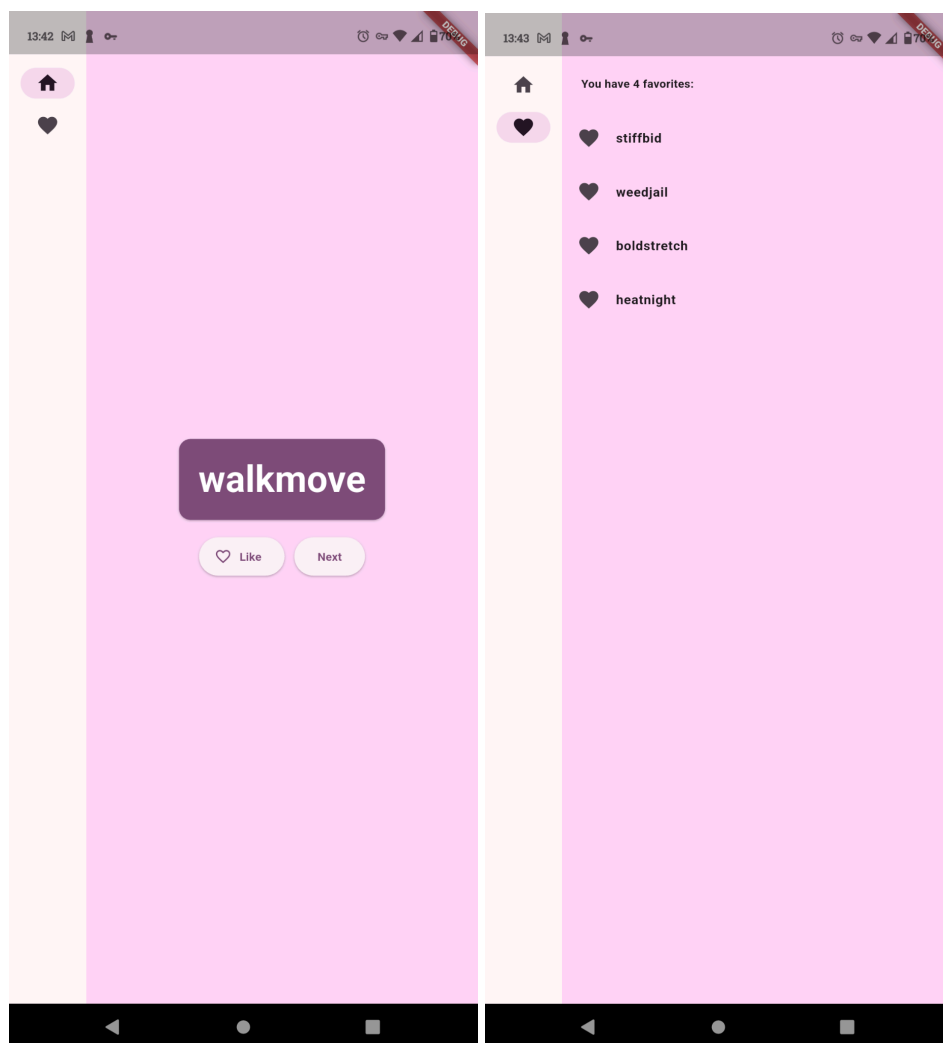 13:42
DEBUG
walkmove
Like
Next
13:43
DEBUG
You have 4 favorites:
stiffbid
weedjail
boldstretch
heatnight